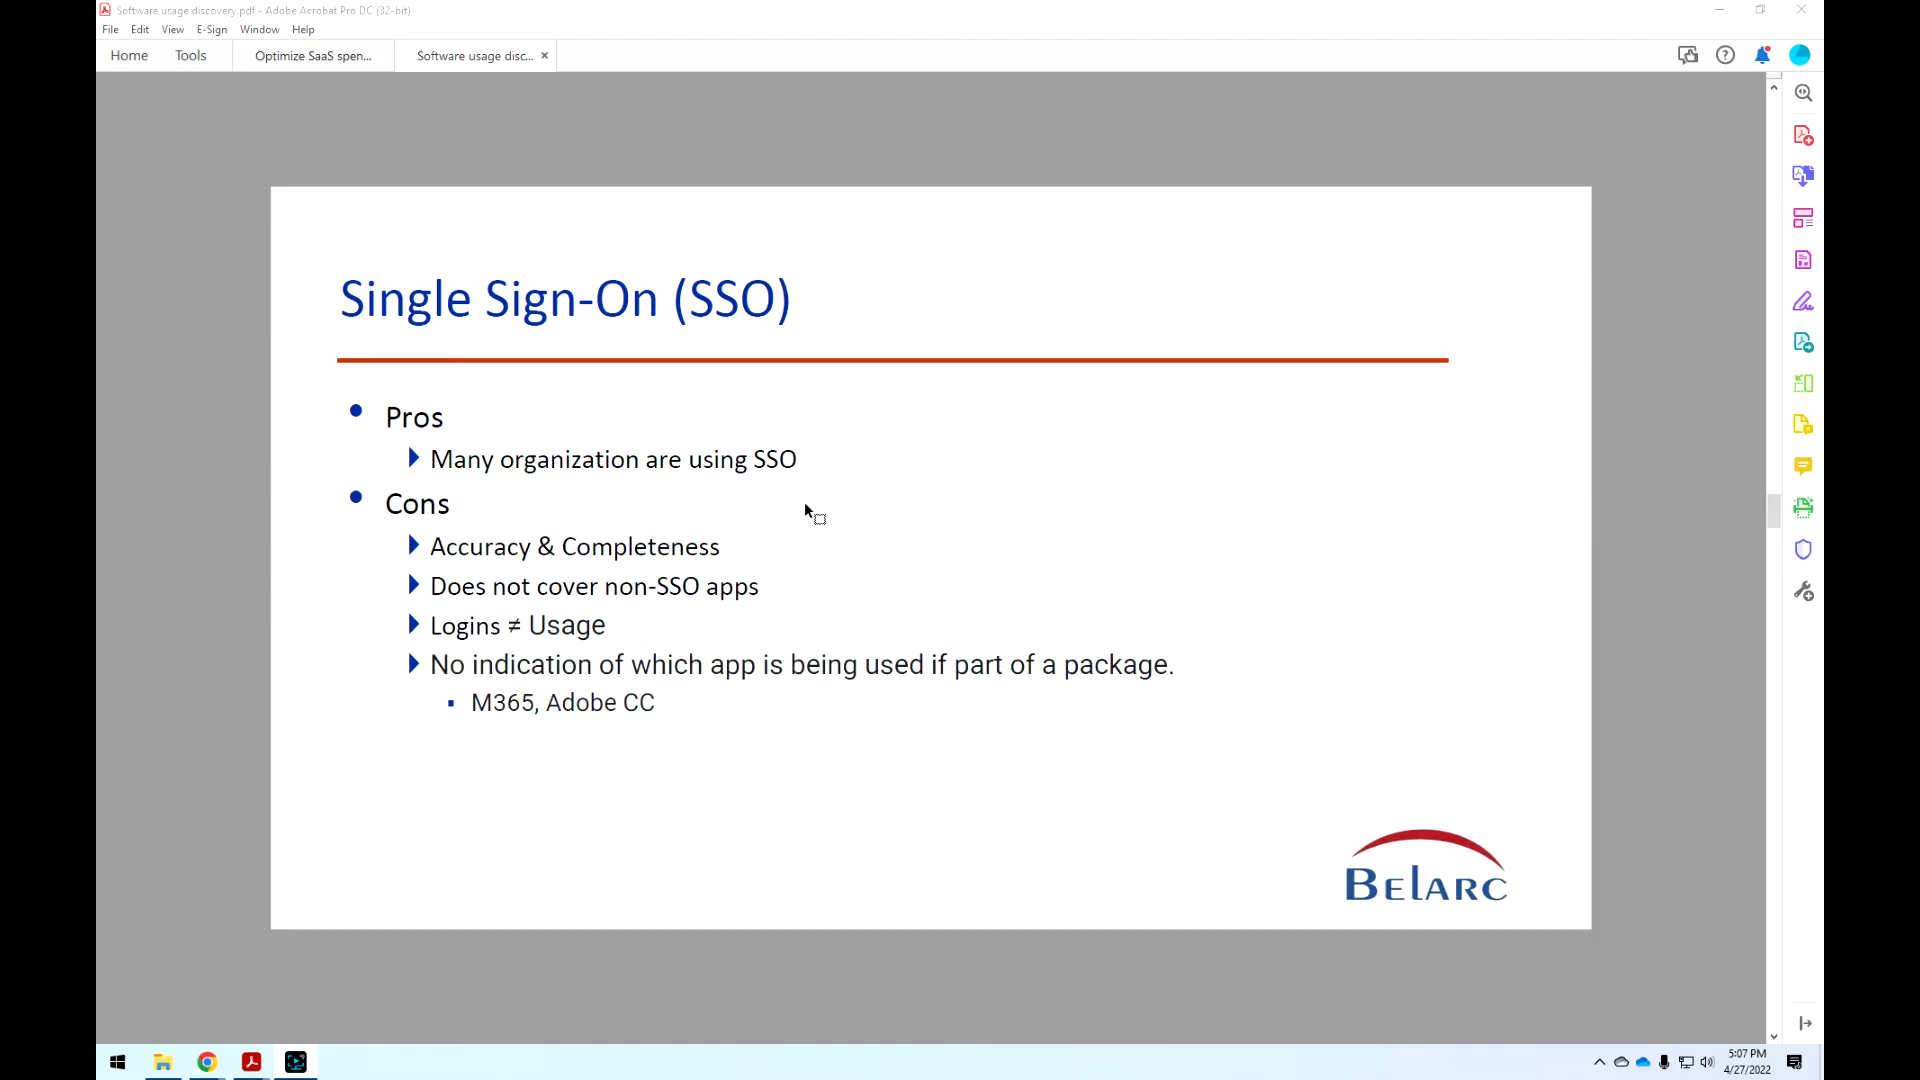 Software usage discovery.pdf - Adobe Acrobat Pro DC (32-bit)
File Edit View E-Sign Window Help
Home Tools Optimize SaaS spen... Software usage disc... ×
Single Sign-On (SSO)
Pros
Many organization are using SSO
Cons
Accuracy & Completeness
Does not cover non-SSO apps
Logins ≠ Usage
No indication of which app is being used if part of a package.
M365, Adobe CC
BELARC
5:07 PM
4/27/2022